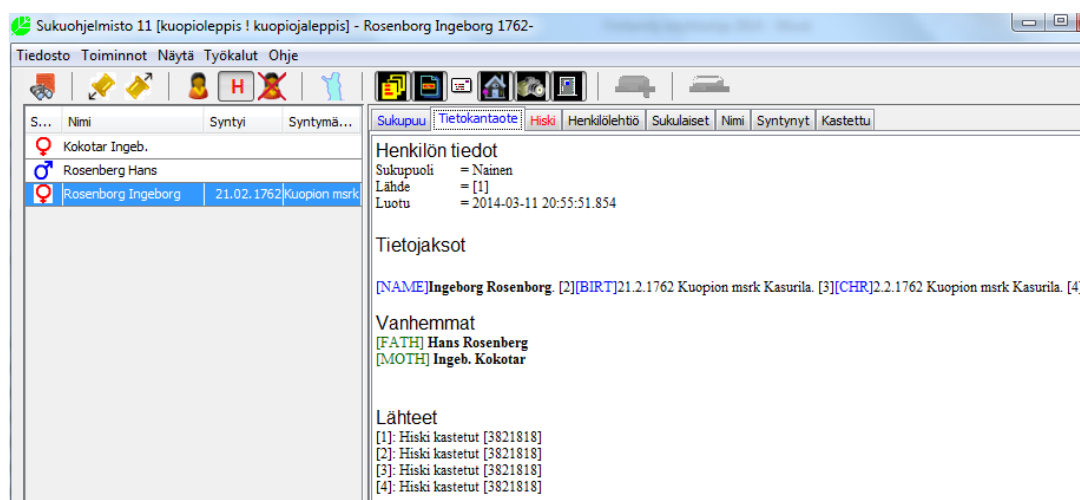 Sukuohjelmisto 11 [kuopioleppis ! kuopiojaleppis] - Rosenborg Ingeborg 1762-
Tiedosto Toiminnot Näytä Työkalut Ohje
H
S... Nimi Syntyi Syntymä...
Kokotar Ingeb.
Rosenberg Hans
Rosenborg Ingeborg 21.02.1762 Kuopion msrk
Sukupuu Tietokantaote Hiski Henkilölehtiö Sukulaiset Nimi Syntynyt Kastettu
Henkilön tiedot
Sukupuoli = Nainen
Lähde = [1]
Luotu = 2014-03-11 20:55:51.854
Tietojaksot
[NAME]Ingeborg Rosenborg. [2][BIRT]21.2.1762 Kuopion msrk Kasurila. [3][CHR]2.2.1762 Kuopion msrk Kasurila. [4]
Vanhemmat
[FATH] Hans Rosenberg
[MOTH] Ingeb. Kokotar
Lähteet
[1]: Hiski kastetut [3821818]
[2]: Hiski kastetut [3821818]
[3]: Hiski kastetut [3821818]
[4]: Hiski kastetut [3821818]